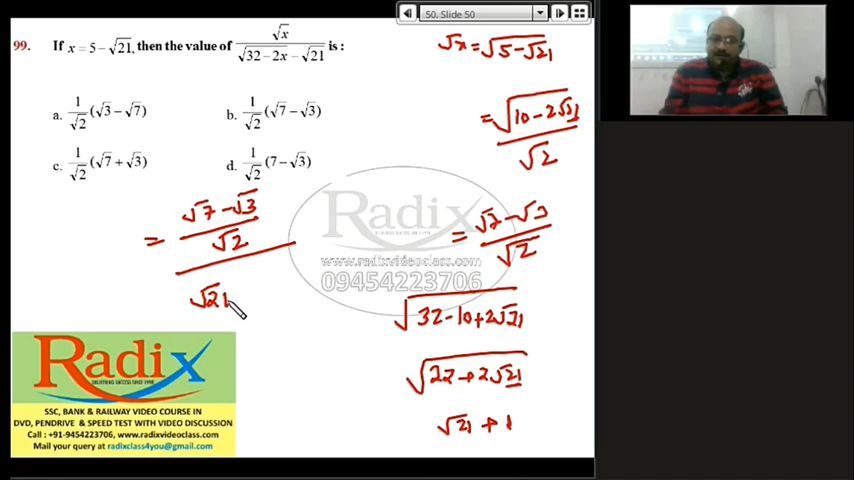 50. Slide 50
99. If x = 5 − √21, then the value of √x / (√(32 − 2x) − √21) is :
a. 1/√2 (√3 − √7)
b. 1/√2 (√7 − √3)
c. 1/√2 (√7 + √3)
d. 1/√2 (7 − √3)
√x = √(5 − √21)
= √(10 − 2√21) / √2
= (√7 − √3) / √2
√(32 − 10 + 2√21)
√(22 + 2√21)
√21 + 1
= ((√7 − √3) / √2) / √21
Radix
www.radixvideoclass.com
09454223706
Radix
DELIVERING SUCCESS SINCE 1998
SSC, BANK & RAILWAY VIDEO COURSE IN
DVD, PENDRIVE & SPEED TEST WITH VIDEO SOLUTION
Call : +91-9454223706, www.radixvideoclass.com
Mail your query at radixclass4you@gmail.com